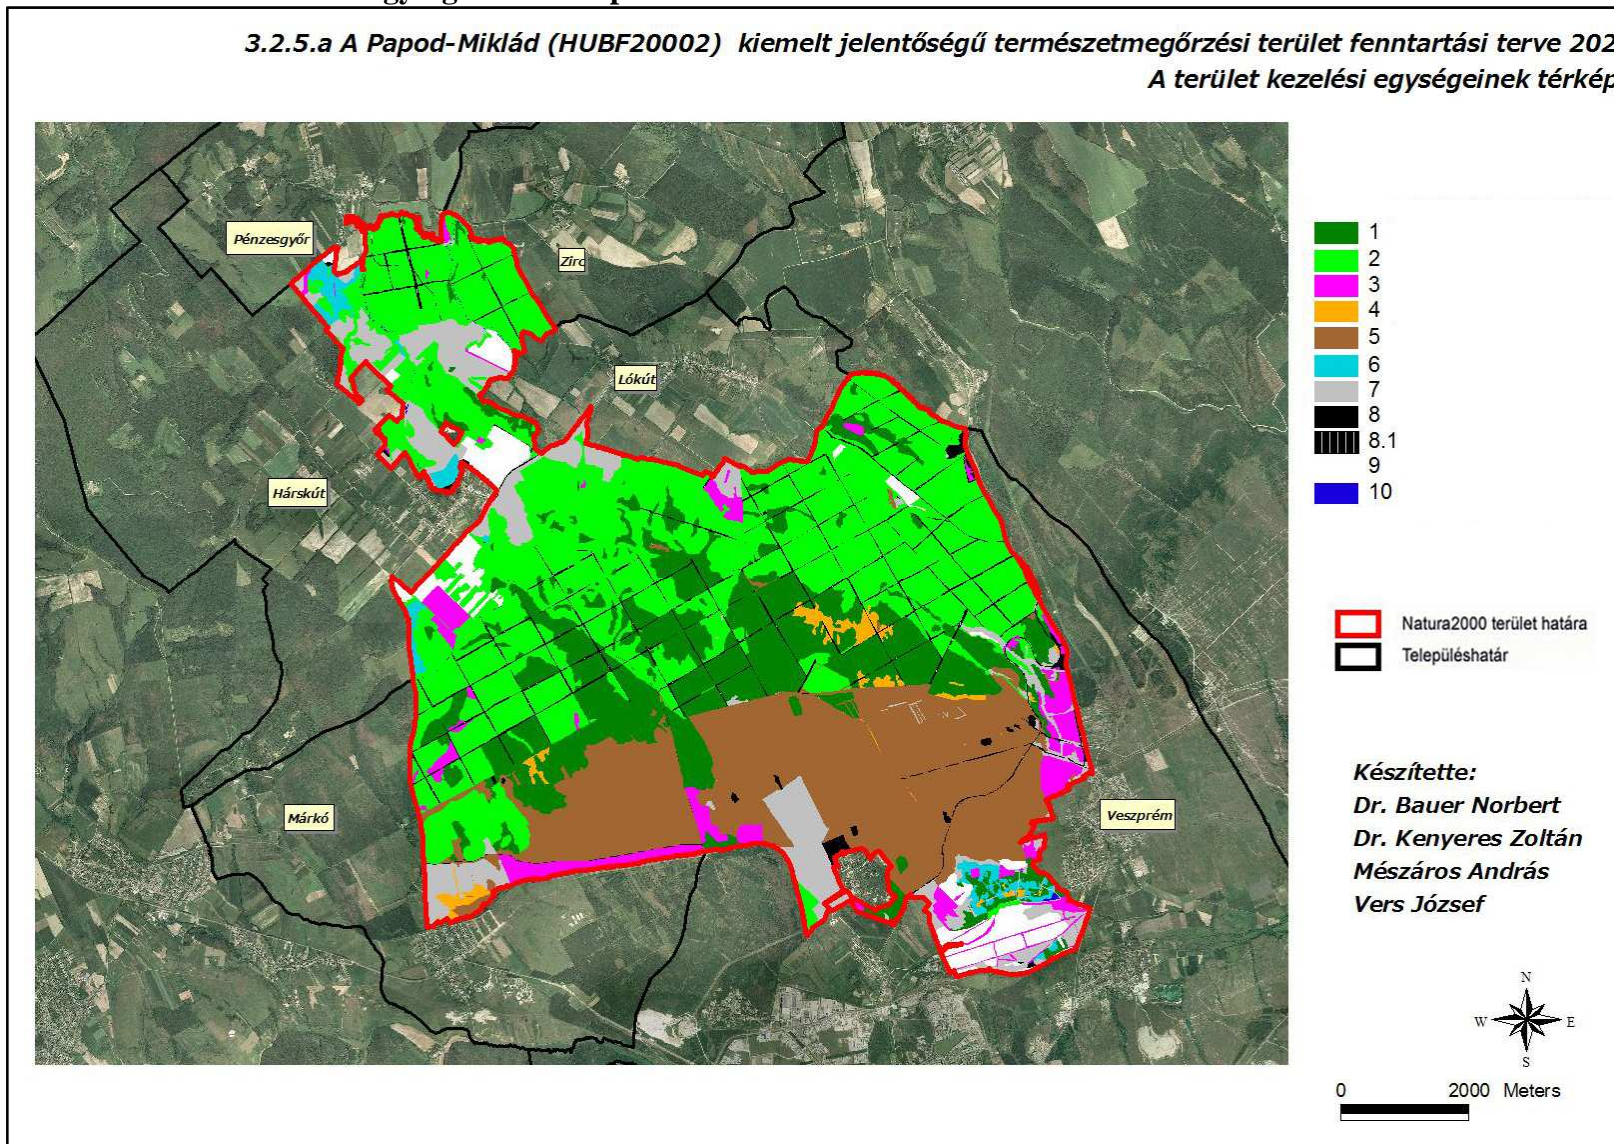 3.2.5.a A Papod-Miklád (HUBF20002) kiemelt jelentőségű természetmegőrzési terület fenntartási terve 202
A terület kezelési egységeinek térkép
Pénzesgyőr
Zirc
Lókút
Hárskút
Márkó
Veszprém
1
2
3
4
5
6
7
8
8.1
9
10
Natura2000 terület határa
Településhatár
Készítette:
Dr. Bauer Norbert
Dr. Kenyeres Zoltán
Mészáros András
Vers József
N
W E
S
0 2000 Meters